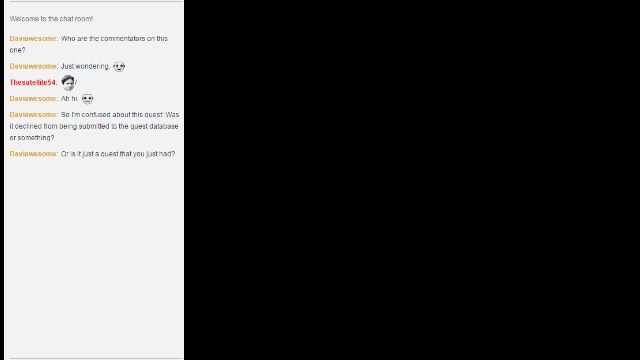 Welcome to the chat room!
Daviawesome: Who are the commentators on this
one?
Daviawesome: Just wondering.
Thesatellite54: /
Daviawesome: Ah hi.
Daviawesome: So I'm confused about this quest: Was
it declined from being submitted to the quest database
or something?
Daviawesome: Or is it just a quest that you just had?